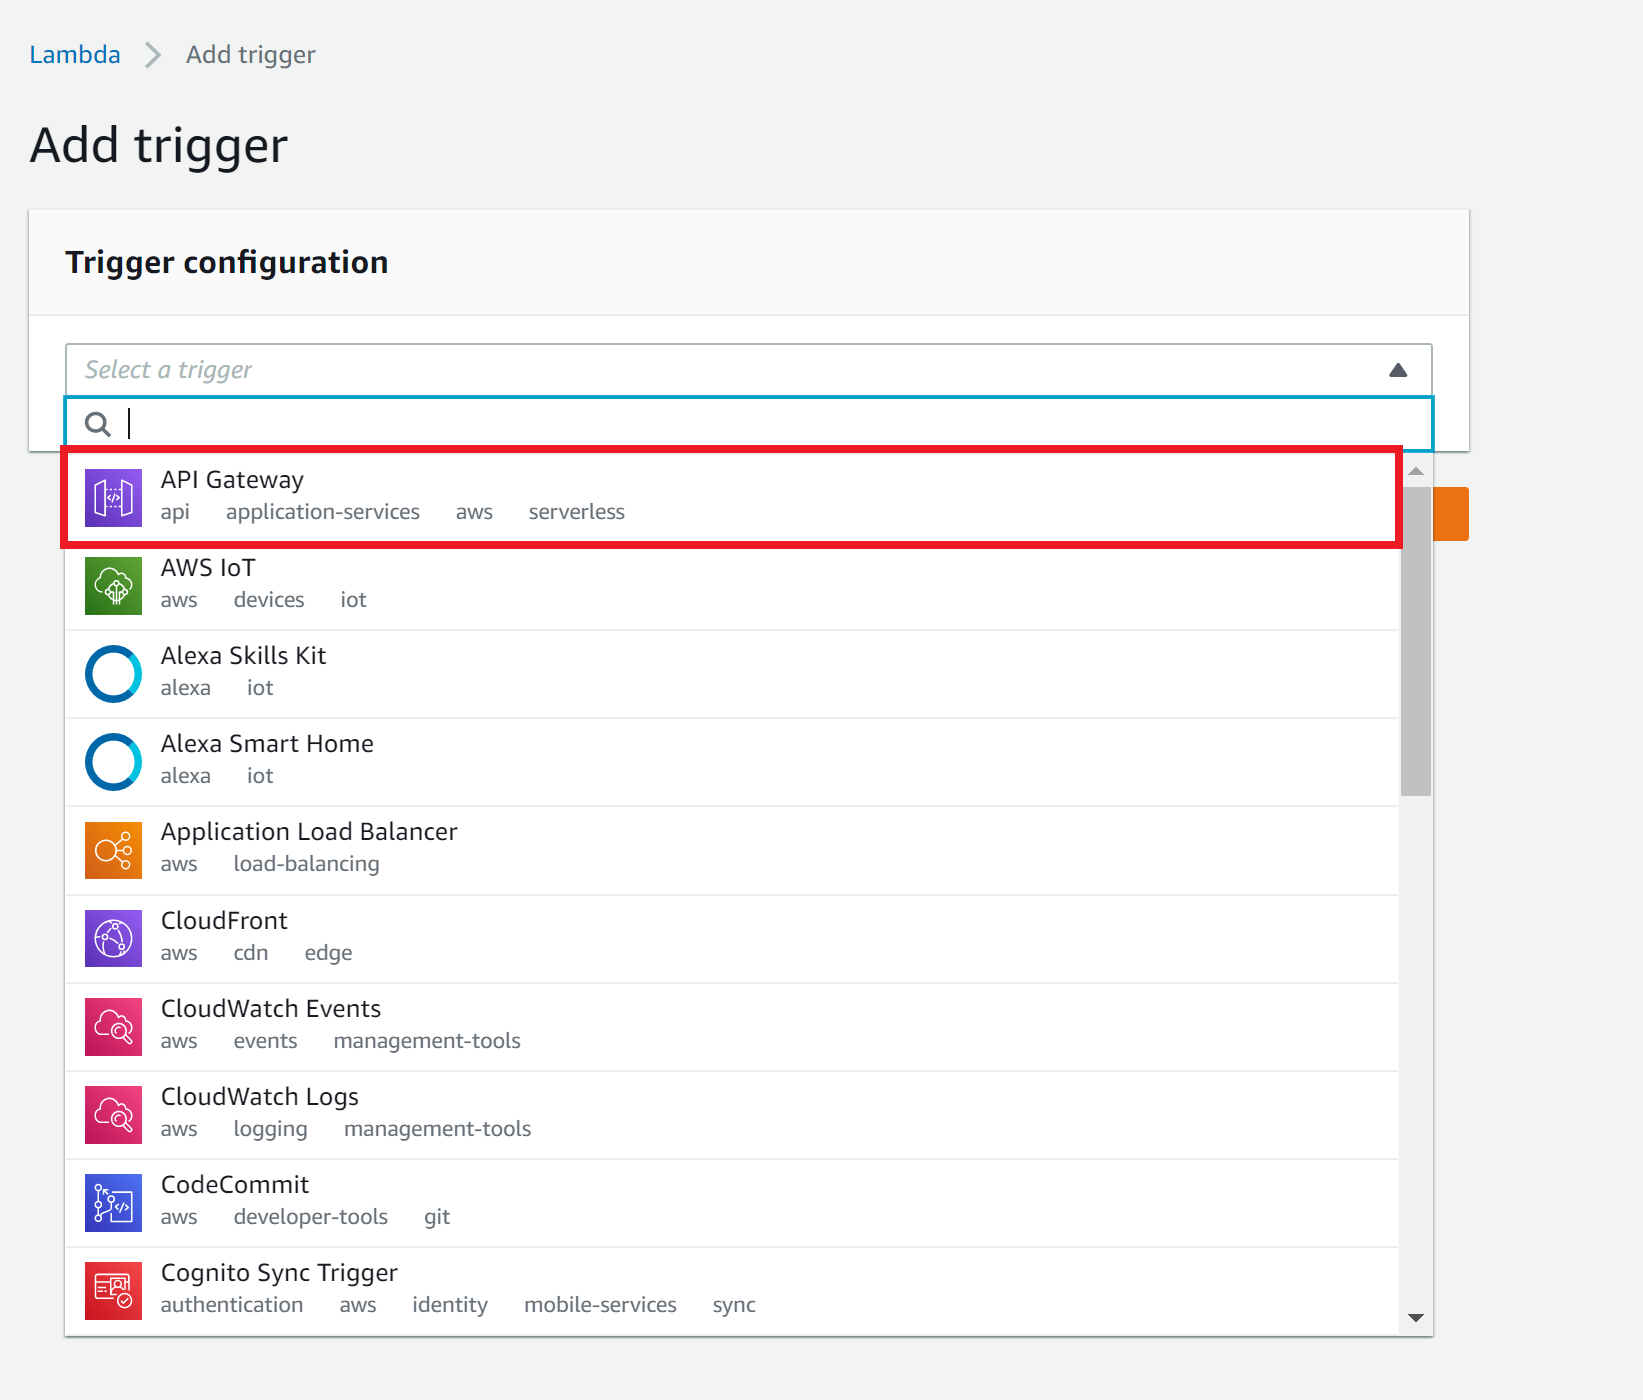 Lambda Add trigger
Add trigger
Trigger configuration
Select a trigger
API Gateway
api application-services aws serverless
AWS IoT
aws devices iot
Alexa Skills Kit
alexa iot
Alexa Smart Home
alexa iot
Application Load Balancer
aws load-balancing
CloudFront
aws cdn edge
CloudWatch Events
aws events management-tools
CloudWatch Logs
aws logging management-tools
CodeCommit
aws developer-tools git
Cognito Sync Trigger
authentication aws identity mobile-services sync